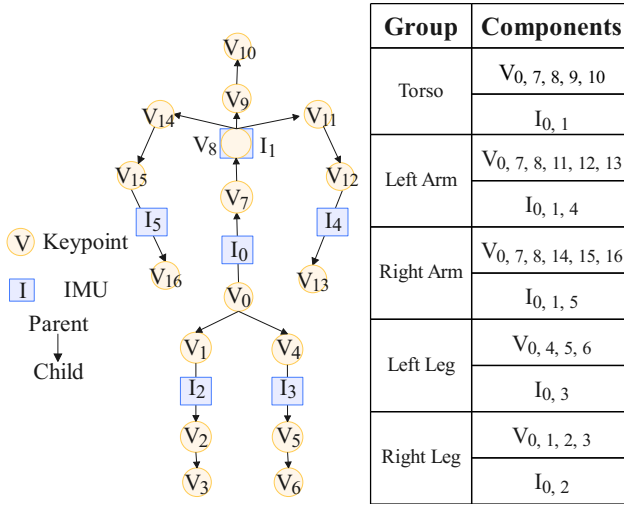 V10
V9
V14
V11
V8
I1
V15
V12
V7
I5
I4
V Keypoint
I0
V16
V13
I IMU
V0
Parent
V1
V4
Child
I2
I3
V2
V5
V3
V6
Group Components
Torso
V0, 7, 8, 9, 10
I0, 1
Left Arm
V0, 7, 8, 11, 12, 13
I0, 1, 4
Right Arm
V0, 7, 8, 14, 15, 16
I0, 1, 5
Left Leg
V0, 4, 5, 6
I0, 3
Right Leg
V0, 1, 2, 3
I0, 2